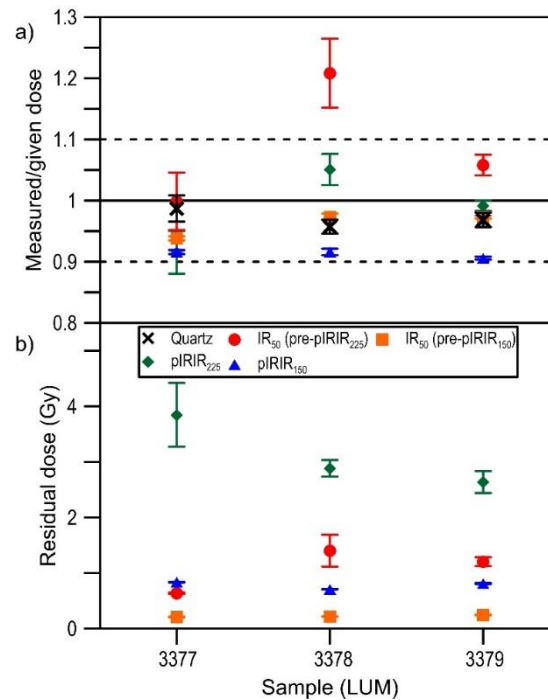 a)
Measured/given dose
1.3
1.2
1.1
1
0.9
0.8
Quartz IR₅₀ (pre-pIRIR₂₂₅) IR₅₀ (pre-pIRIR₁₅₀)
pIRIR₂₂₅ pIRIR₁₅₀
b)
Residual dose (Gy)
4
2
0
3377 3378 3379
Sample (LUM)